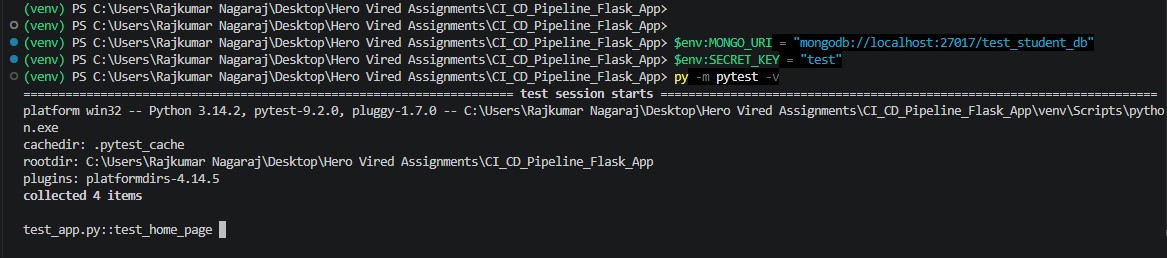 (venv) PS C:\Users\Rajkumar Nagaraj\Desktop\Hero Vired Assignments\CI_CD_Pipeline_Flask_App>
(venv) PS C:\Users\Rajkumar Nagaraj\Desktop\Hero Vired Assignments\CI_CD_Pipeline_Flask_App>
(venv) PS C:\Users\Rajkumar Nagaraj\Desktop\Hero Vired Assignments\CI_CD_Pipeline_Flask_App> $env:MONGO_URI = "mongodb://localhost:27017/test_student_db"
(venv) PS C:\Users\Rajkumar Nagaraj\Desktop\Hero Vired Assignments\CI_CD_Pipeline_Flask_App> $env:SECRET_KEY = "test"
(venv) PS C:\Users\Rajkumar Nagaraj\Desktop\Hero Vired Assignments\CI_CD_Pipeline_Flask_App> py -m pytest -v
======================================================================== test session starts ========================================================================
platform win32 -- Python 3.14.2, pytest-9.2.0, pluggy-1.7.0 -- C:\Users\Rajkumar Nagaraj\Desktop\Hero Vired Assignments\CI_CD_Pipeline_Flask_App\venv\Scripts\pytho
n.exe
cachedir: .pytest_cache
rootdir: C:\Users\Rajkumar Nagaraj\Desktop\Hero Vired Assignments\CI_CD_Pipeline_Flask_App
plugins: platformdirs-4.14.5
collected 4 items
test_app.py::test_home_page